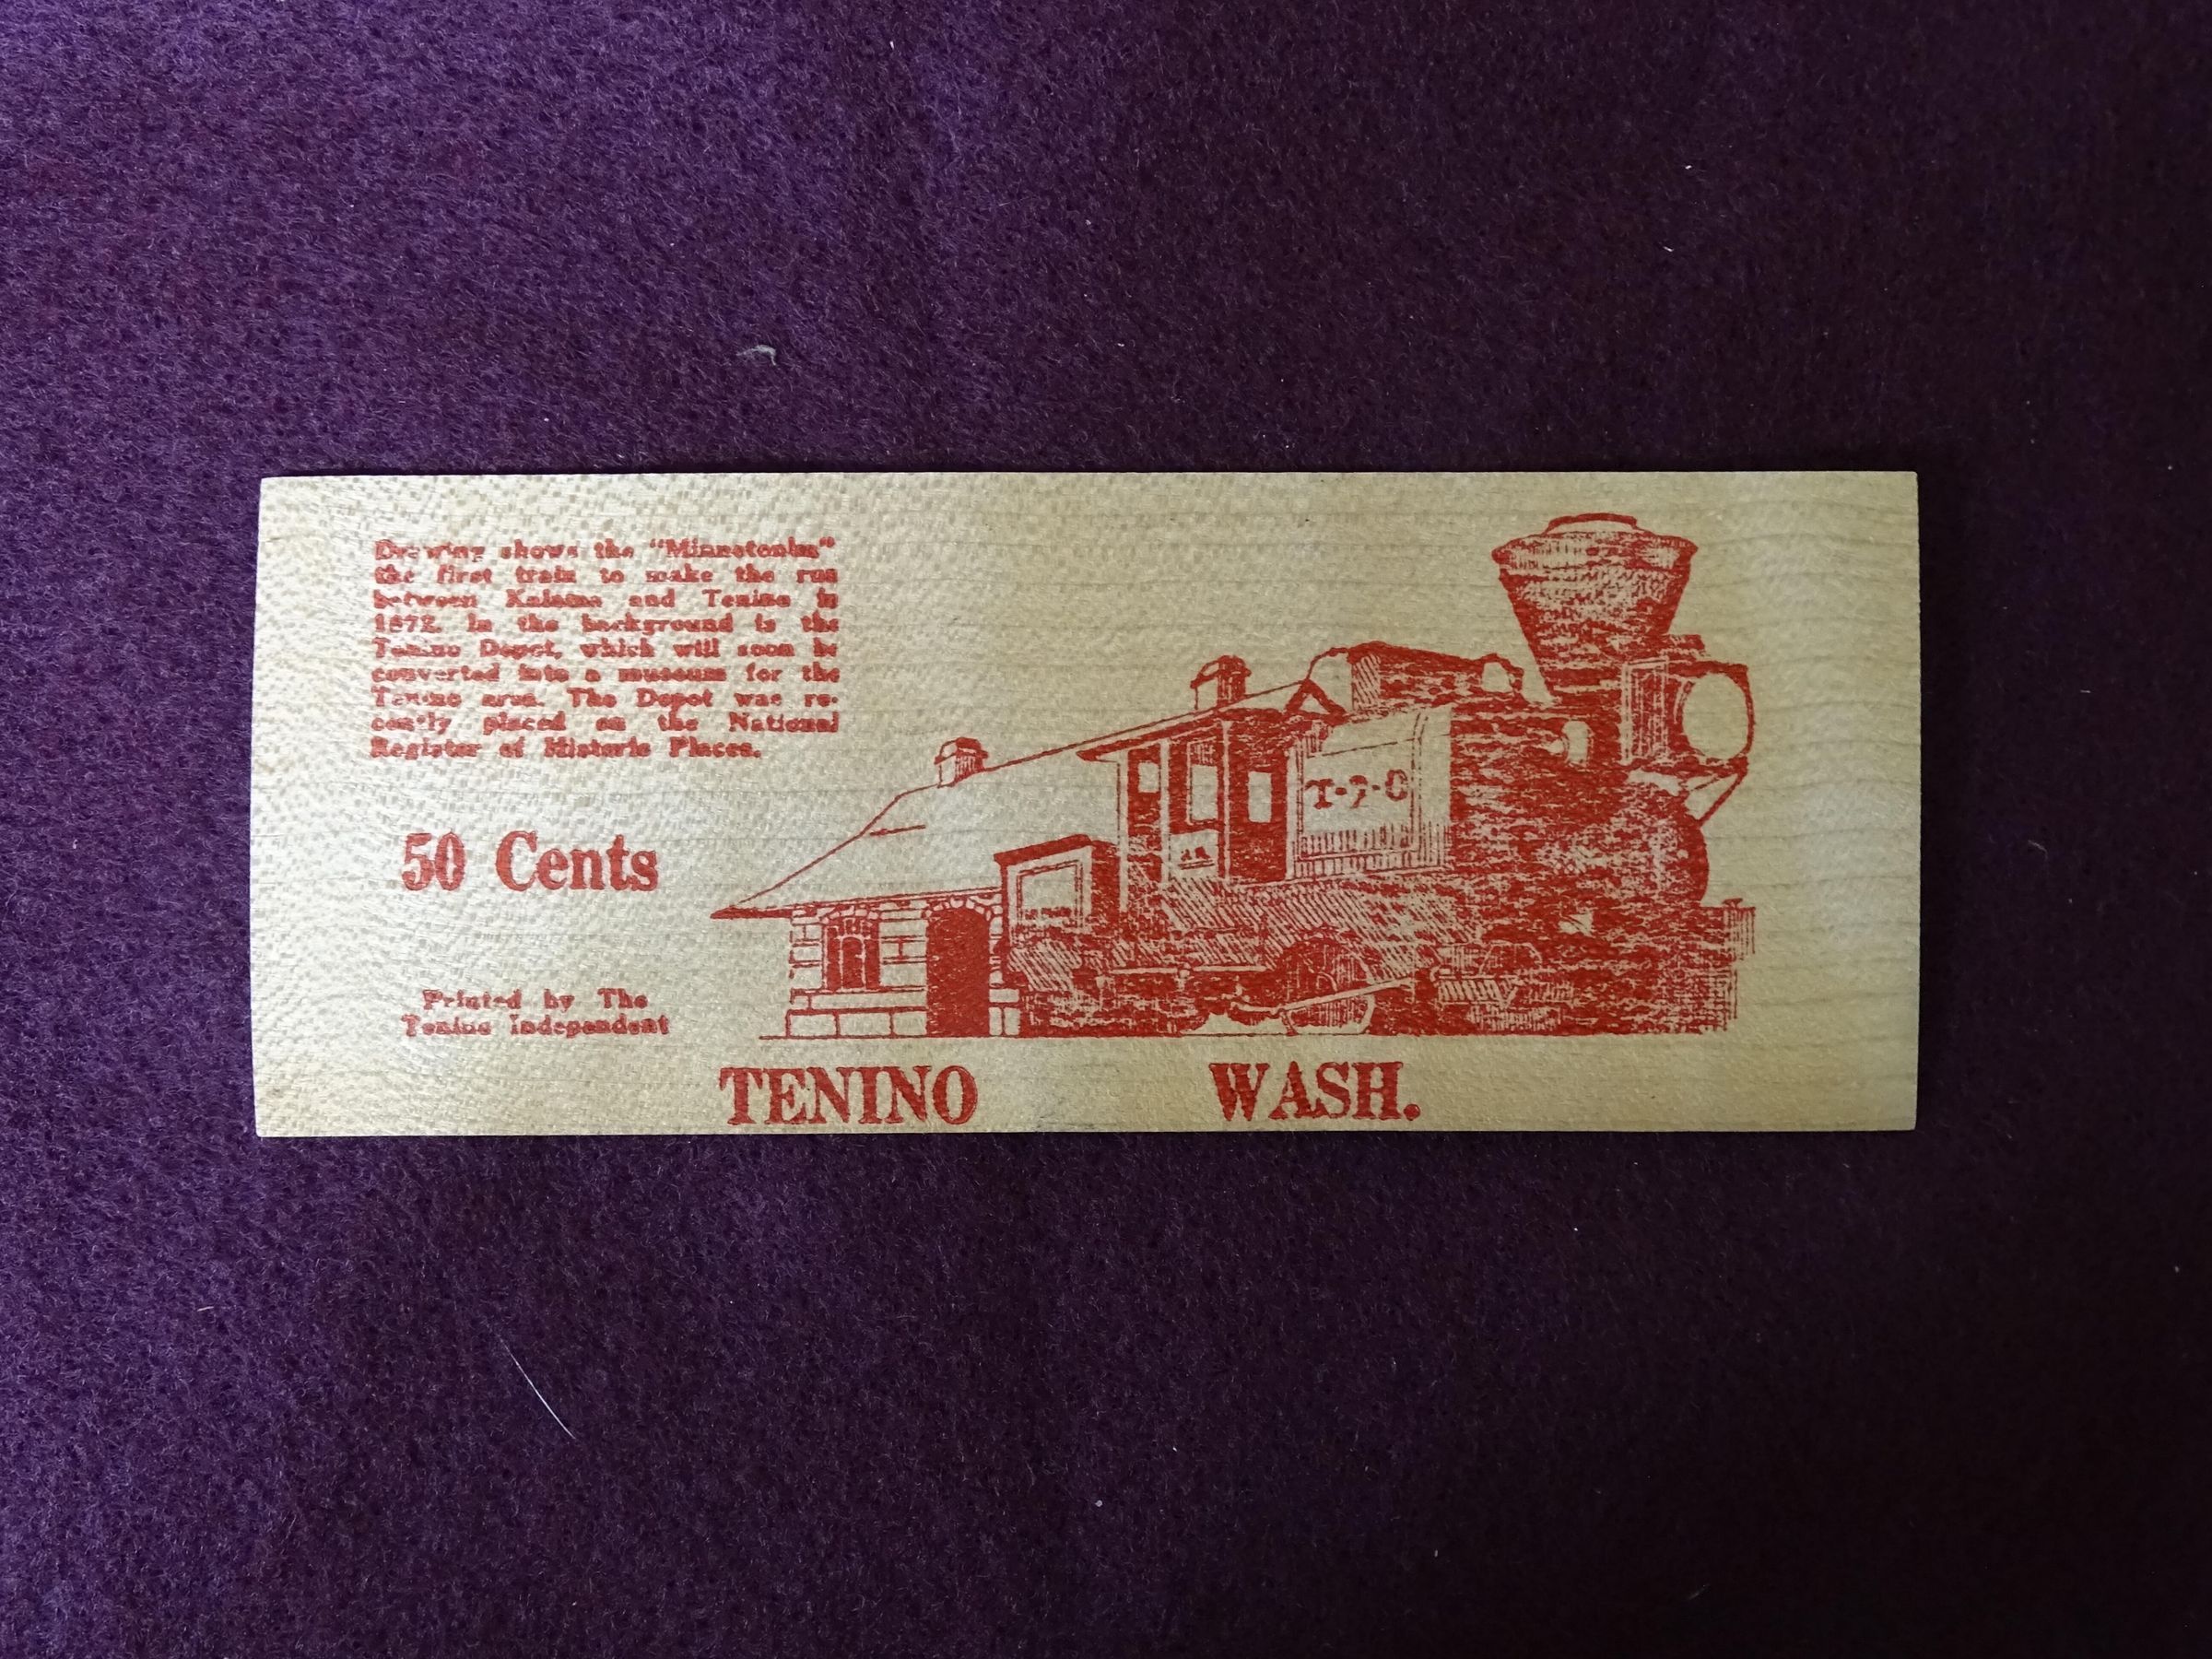 Drawing shows the "Minnetonka"
the first train to make the run
between Kalama and Tenino in
1872. In the background is the
Tenino Depot, which will soon be
converted into a museum for the
Tenino area. The Depot was re-
cently placed on the National
Register of Historic Places.
50 Cents
Printed by The
Tenino Independent
T-7-0
TENINO WASH.